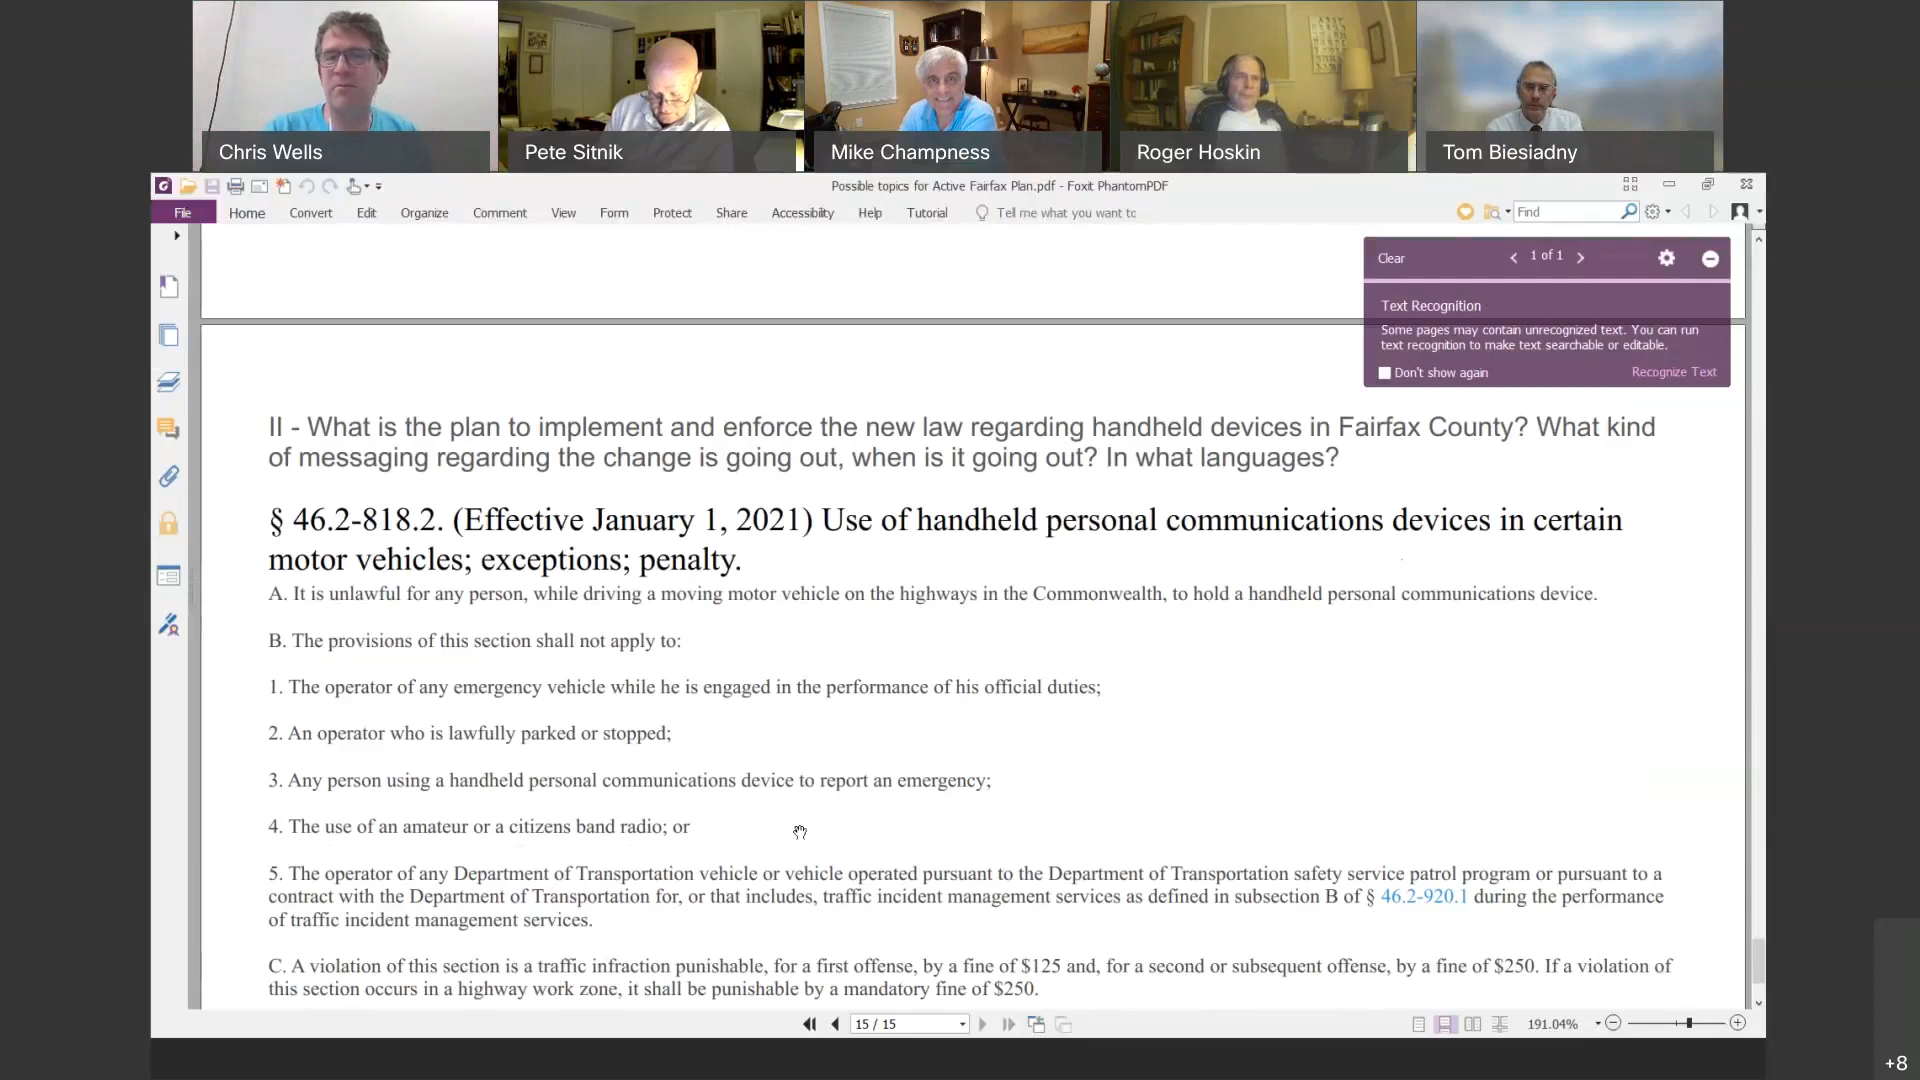 Chris Wells
Pete Sitnik
Mike Champness
Roger Hoskin
Tom Biesiadny
Possible topics for Active Fairfax Plan.pdf - Foxit PhantomPDF
File Home Convert Edit Organize Comment View Form Protect Share Accessibility Help Tutorial Tell me what you want to Find
Clear 1 of 1
Text Recognition
Some pages may contain unrecognized text. You can run
text recognition to make text searchable or editable.
Don't show again Recognize Text
II - What is the plan to implement and enforce the new law regarding handheld devices in Fairfax County? What kind
of messaging regarding the change is going out, when is it going out? In what languages?
§ 46.2-818.2. (Effective January 1, 2021) Use of handheld personal communications devices in certain
motor vehicles; exceptions; penalty.
A. It is unlawful for any person, while driving a moving motor vehicle on the highways in the Commonwealth, to hold a handheld personal communications device.
B. The provisions of this section shall not apply to:
1. The operator of any emergency vehicle while he is engaged in the performance of his official duties;
2. An operator who is lawfully parked or stopped;
3. Any person using a handheld personal communications device to report an emergency;
4. The use of an amateur or a citizens band radio; or
5. The operator of any Department of Transportation vehicle or vehicle operated pursuant to the Department of Transportation safety service patrol program or pursuant to a
contract with the Department of Transportation for, or that includes, traffic incident management services as defined in subsection B of § 46.2-920.1 during the performance
of traffic incident management services.
C. A violation of this section is a traffic infraction punishable, for a first offense, by a fine of $125 and, for a second or subsequent offense, by a fine of $250. If a violation of
this section occurs in a highway work zone, it shall be punishable by a mandatory fine of $250.
15 / 15
191.04%
+8